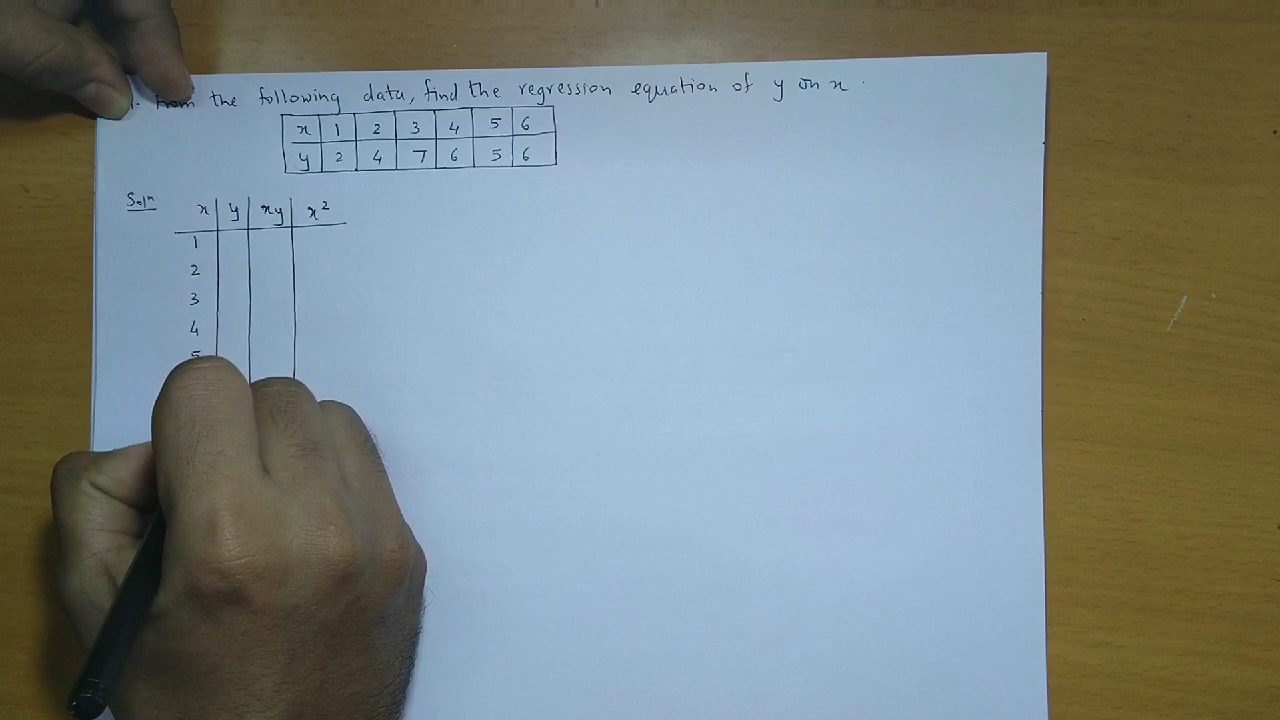 From the following data, find the regression equation of y on x.
x 1 2 3 4 5 6
y 2 4 7 6 5 6
Solⁿ
x y xy x²
1
2
3
4
5